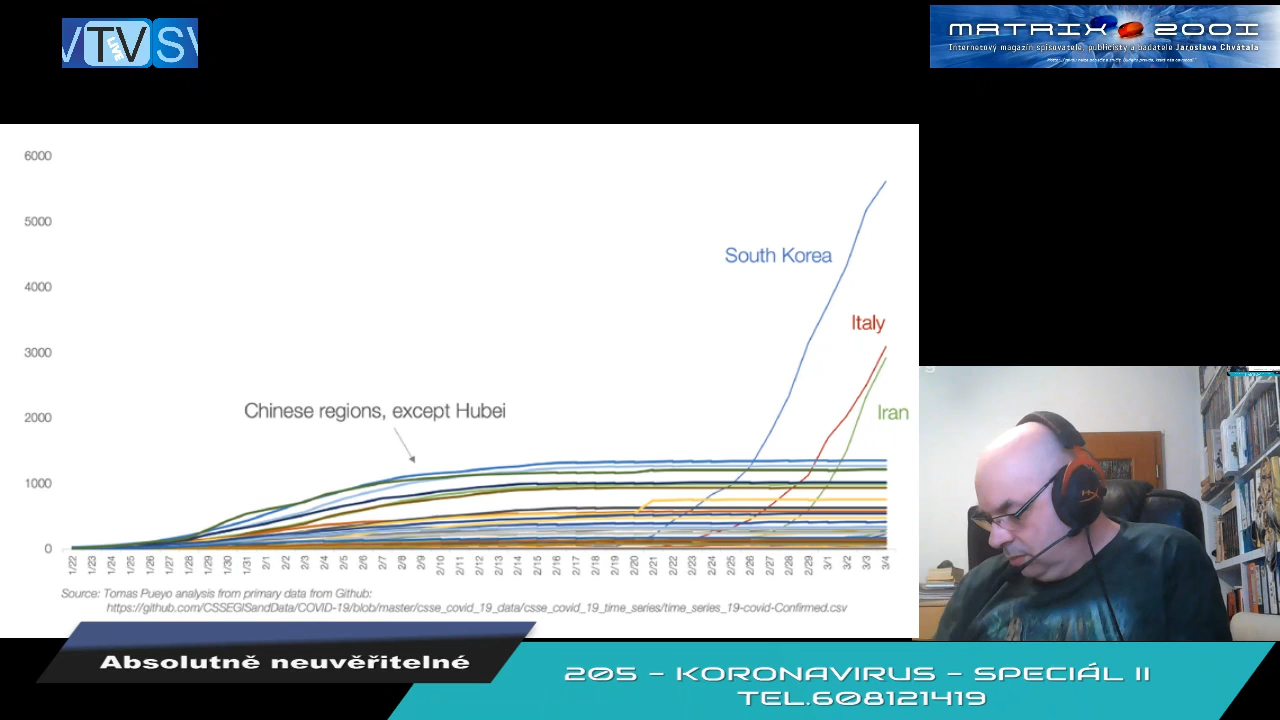 TV LIVE SV
MATRIX 2001
Internetový magazín spisovatele, publicisty a badatele Jaroslava Chvátala
6000
5000
4000
3000
2000
1000
0
South Korea
Italy
Iran
Chinese regions, except Hubei
1/22 1/23 1/24 1/25 1/26 1/27 1/28 1/29 1/30 1/31 2/1 2/2 2/3 2/4 2/5 2/6 2/7 2/8 2/9 2/10 2/11 2/12 2/13 2/14 2/15 2/16 2/17 2/18 2/19 2/20 2/21 2/22 2/23 2/24 2/25 2/26 2/27 2/28 2/29 3/1 3/2 3/3 3/4
Source: Tomas Pueyo analysis from primary data from Github:
https://github.com/CSSEGISandData/COVID-19/blob/master/csse_covid_19_data/csse_covid_19_time_series/time_series_19-covid-Confirmed.csv
Absolutně neuvěřitelné
205 - KORONAVIRUS - SPECIÁL II
TEL.608121419